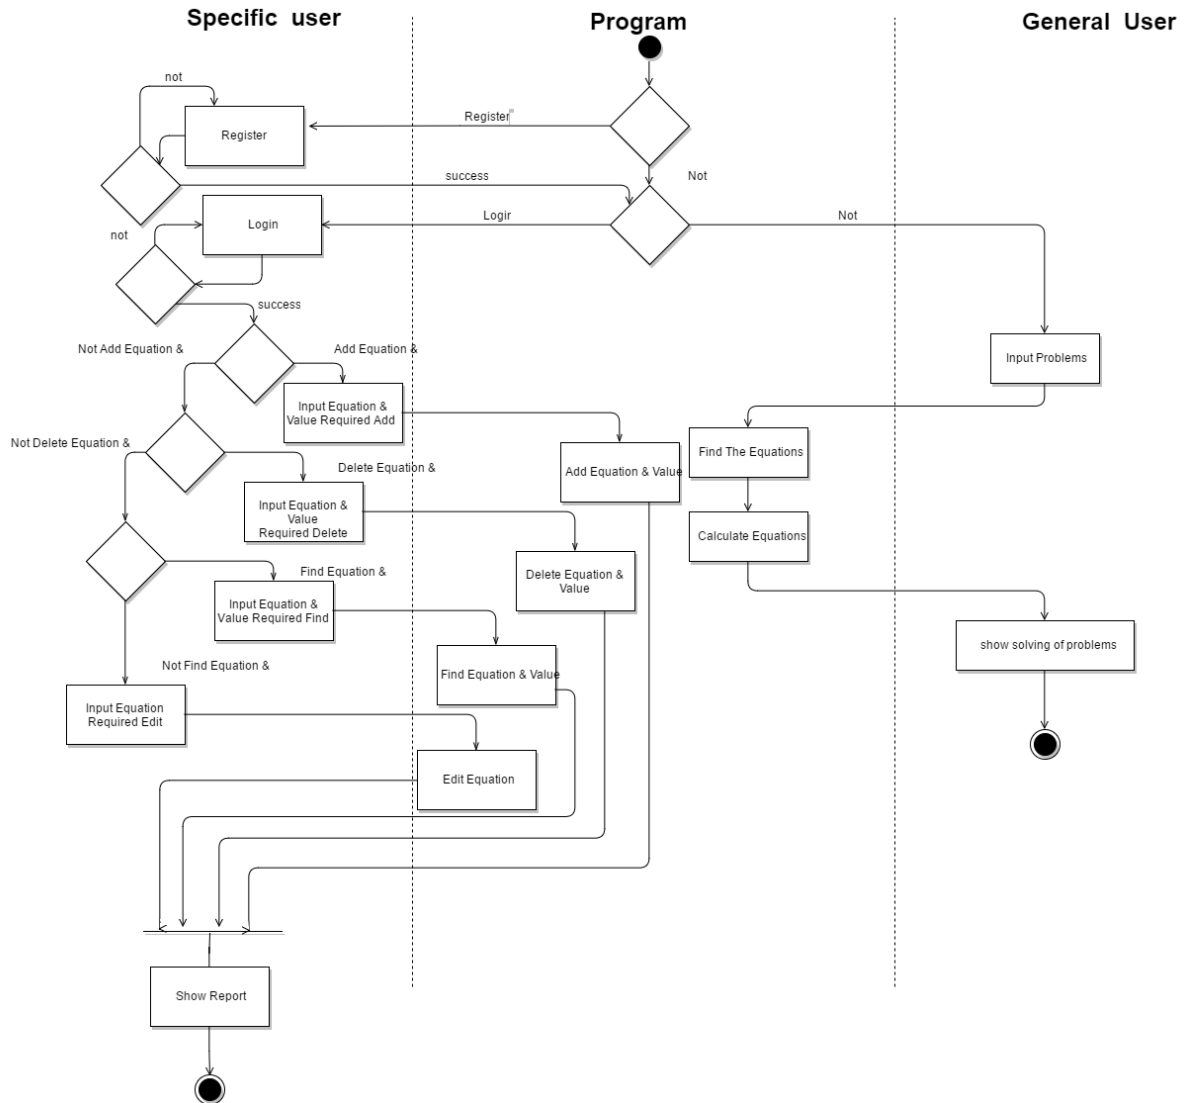 Specific user
Program
General User
not
Register
Register"
success
Not
Login
Logir
Not
not
success
Not Add Equation &
Add Equation &
Input Problems
Input Equation &
Value Required Add
Not Delete Equation &
Delete Equation &
Add Equation & Value
Find The Equations
Input Equation &
Value
Required Delete
Calculate Equations
Find Equation &
Delete Equation &
Value
Input Equation &
Value Required Find
show solving of problems
Not Find Equation &
Find Equation & Value
Input Equation
Required Edit
Edit Equation
Show Report